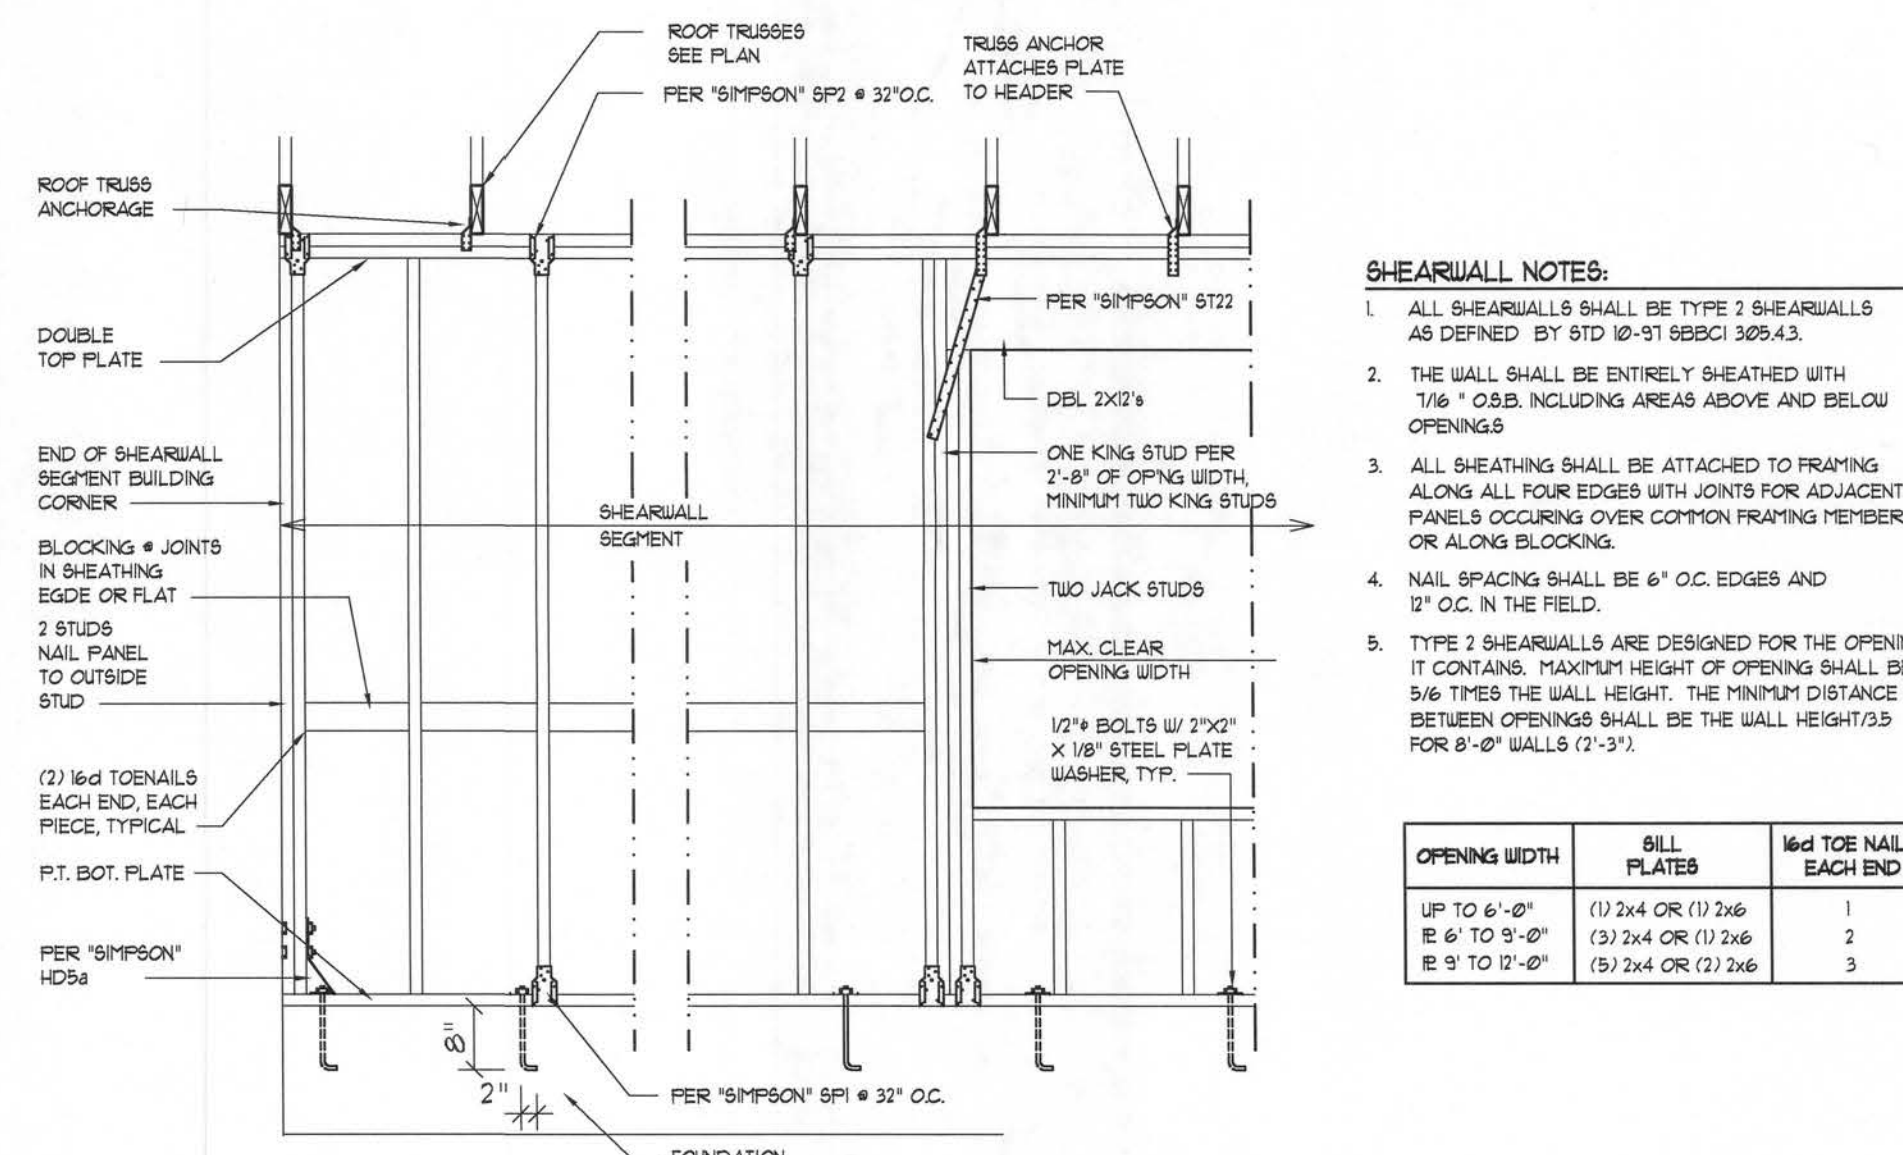 ROOF TRUSSES
SEE PLAN
PER "SIMPSON" SP2 @ 32"O.C.
TRUSS ANCHOR
ATTACHES PLATE
TO HEADER
ROOF TRUSS
ANCHORAGE
DOUBLE
TOP PLATE
END OF SHEARWALL
SEGMENT BUILDING
CORNER
BLOCKING @ JOINTS
IN SHEATHING
EGDE OR FLAT
2 STUDS
NAIL PANEL
TO OUTSIDE
STUD
(2) 16d TOENAILS
EACH END, EACH
PIECE, TYPICAL
P.T. BOT. PLATE
PER "SIMPSON"
HD5a
SHEARWALL
SEGMENT
PER "SIMPSON" ST22
DBL 2X12's
ONE KING STUD PER
2'-8" OF OP'NG WIDTH,
MINIMUM TWO KING STUDS
TWO JACK STUDS
MAX. CLEAR
OPENING WIDTH
1/2"ϕ BOLTS W/ 2"X2"
X 1/8" STEEL PLATE
WASHER, TYP.
8"
2"
PER "SIMPSON" SP1 @ 32" O.C.
FOUNDATION
SHEARWALL NOTES:
1. ALL SHEARWALLS SHALL BE TYPE 2 SHEARWALLS
AS DEFINED BY STD 10-97 SBBCI 305.4.3.
2. THE WALL SHALL BE ENTIRELY SHEATHED WITH
7/16 " O.S.B. INCLUDING AREAS ABOVE AND BELOW
OPENINGS
3. ALL SHEATHING SHALL BE ATTACHED TO FRAMING
ALONG ALL FOUR EDGES WITH JOINTS FOR ADJACENT
PANELS OCCURING OVER COMMON FRAMING MEMBER
OR ALONG BLOCKING.
4. NAIL SPACING SHALL BE 6" O.C. EDGES AND
12" O.C. IN THE FIELD.
5. TYPE 2 SHEARWALLS ARE DESIGNED FOR THE OPENIN
IT CONTAINS. MAXIMUM HEIGHT OF OPENING SHALL BE
5/6 TIMES THE WALL HEIGHT. THE MINIMUM DISTANCE
BETWEEN OPENINGS SHALL BE THE WALL HEIGHT/3.5
FOR 8'-0" WALLS (2'-3").
OPENING WIDTH
SILL
PLATES
16d TOE NAIL
EACH END
UP TO 6'-0" (1) 2x4 OR (1) 2x6 1
6' TO 9'-0" (3) 2x4 OR (1) 2x6 2
9' TO 12'-0" (5) 2x4 OR (2) 2x6 3